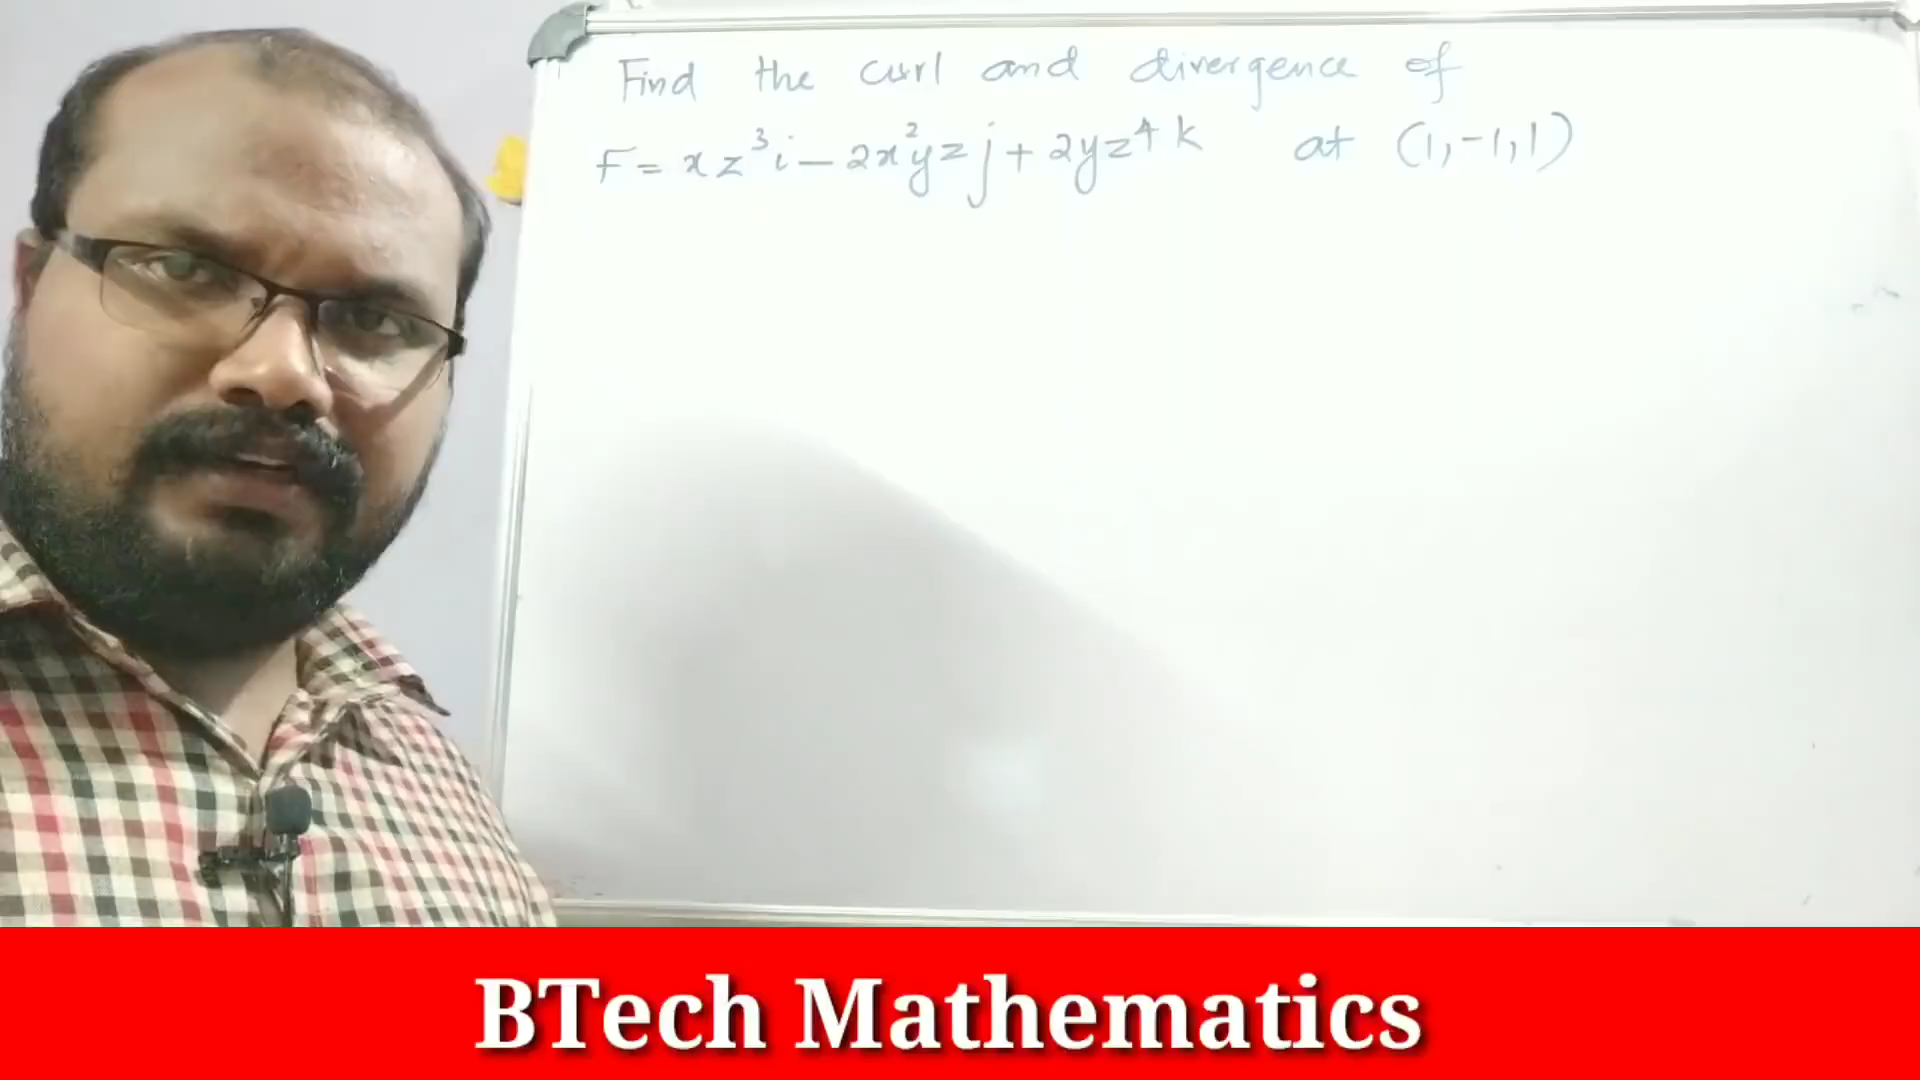 Find the curl and divergence of
F = xz³i − 2x²yzj + 2yz⁴k at (1,-1,1)
BTech Mathematics